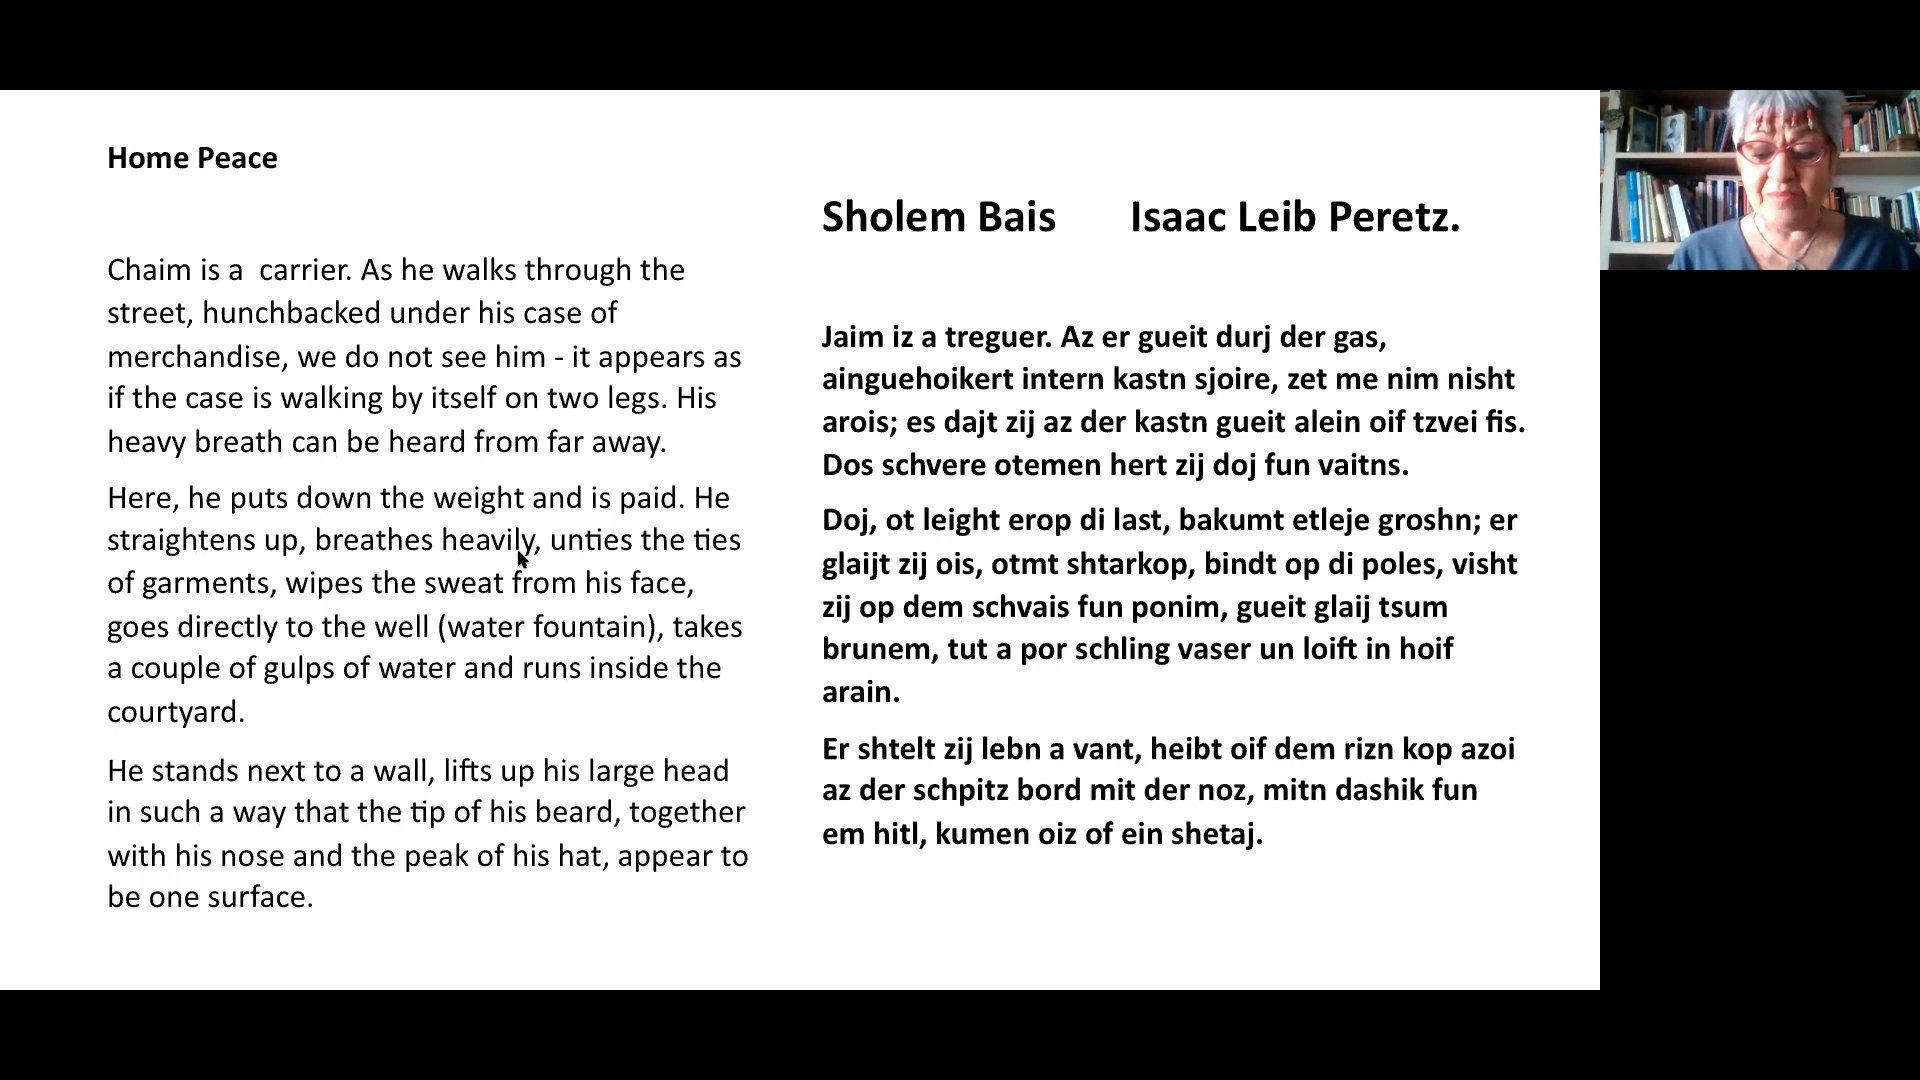 Home Peace
Chaim is a  carrier. As he walks through the
street, hunchbacked under his case of
merchandise, we do not see him - it appears as
if the case is walking by itself on two legs. His
heavy breath can be heard from far away.
Here, he puts down the weight and is paid. He
straightens up, breathes heavily, unties the ties
of garments, wipes the sweat from his face,
goes directly to the well (water fountain), takes
a couple of gulps of water and runs inside the
courtyard.
He stands next to a wall, lifts up his large head
in such a way that the tip of his beard, together
with his nose and the peak of his hat, appear to
be one surface.
Sholem Bais Isaac Leib Peretz.
Jaim iz a treguer. Az er gueit durj der gas,
ainguehoikert intern kastn sjoire, zet me nim nisht
arois; es dajt zij az der kastn gueit alein oif tzvei fis.
Dos schvere otemen hert zij doj fun vaitns.
Doj, ot leight erop di last, bakumt etleje groshn; er
glaijt zij ois, otmt shtarkop, bindt op di poles, visht
zij op dem schvais fun ponim, gueit glaij tsum
brunem, tut a por schling vaser un loift in hoif
arain.
Er shtelt zij lebn a vant, heibt oif dem rizn kop azoi
az der schpitz bord mit der noz, mitn dashik fun
em hitl, kumen oiz of ein shetaj.